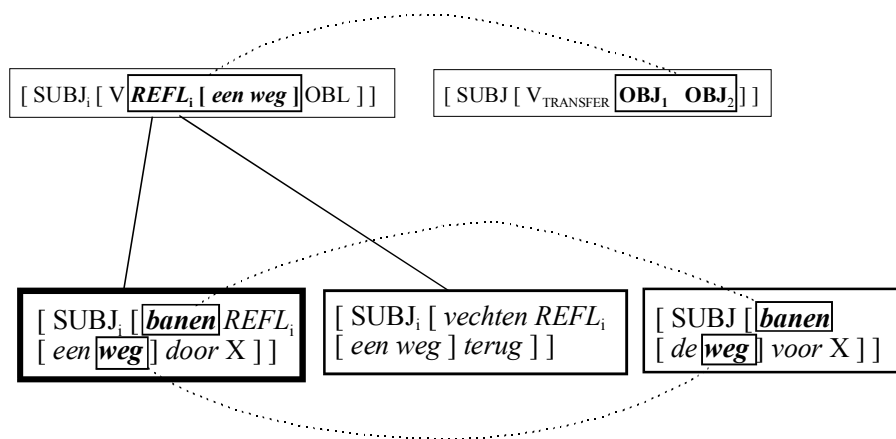 [ SUBJᵢ [ V REFLᵢ [ een weg ] OBL ] ]
[ SUBJ [ V_TRANSFER OBJ₁ OBJ₂ ] ]
[ SUBJᵢ [ banen REFLᵢ
[ een weg ] door X ] ]
[ SUBJᵢ [ vechten REFLᵢ
[ een weg ] terug ] ]
[ SUBJ [ banen
[ de weg ] voor X ] ]